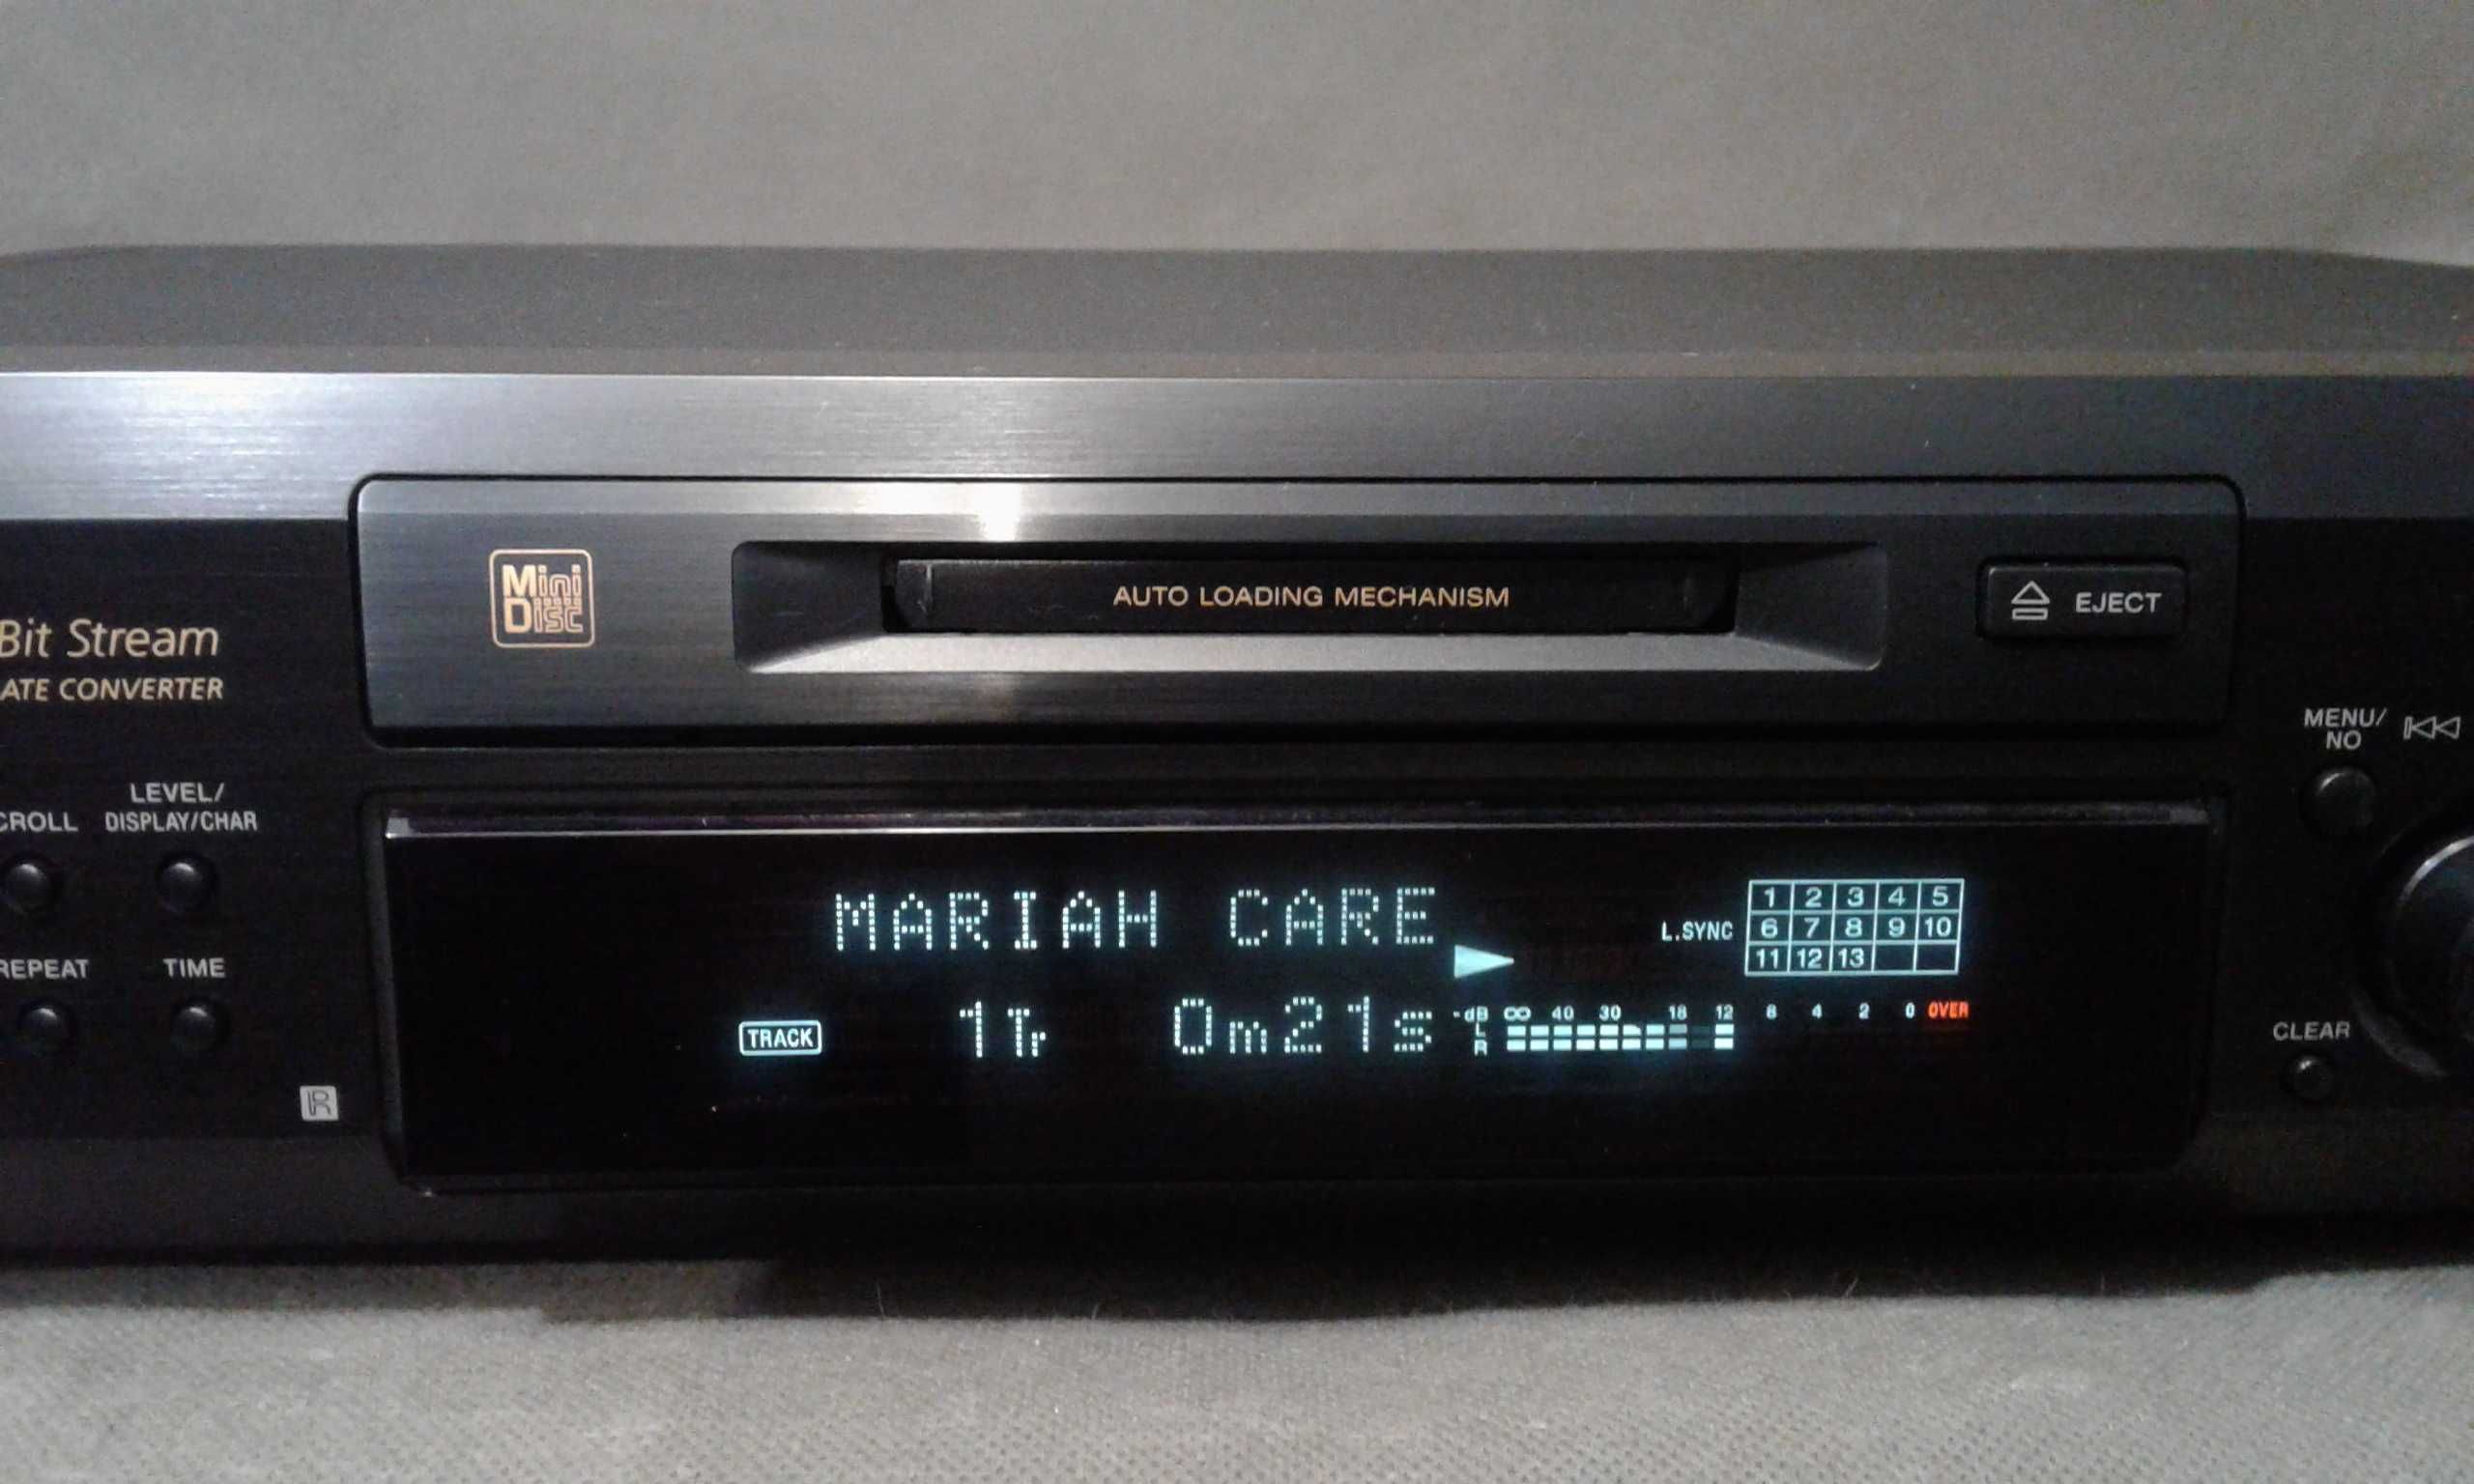 Mini
Disc
AUTO LOADING MECHANISM
EJECT
Bit Stream
ATE CONVERTER
MENU/
NO
LEVEL/
CROLL DISPLAY/CHAR
REPEAT TIME
R
MARIAH CARE
L.SYNC
1 2 3 4 5
6 7 8 9 10
11 12 13
TRACK 1Tr 0m21s
-dB ∞ 40 30 18 12 8 4 2 0 OVER
L
R
CLEAR